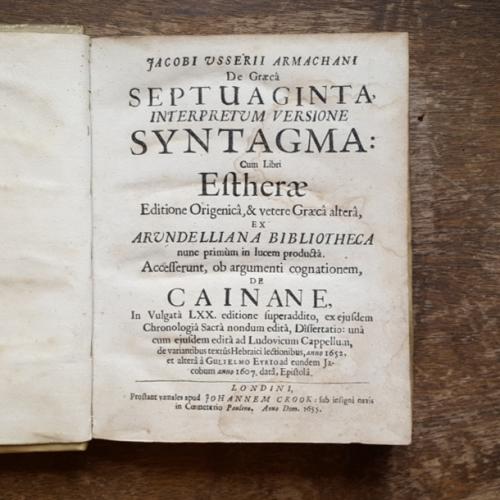 JACOBI USSERII ARMACHANI
De Græcâ
SEPTUAGINTA,
INTERPRETUM VERSIONE
SYNTAGMA:
Cum Libri
Eſtheræ
Editione Origenicâ, & vetere Græcâ alterâ,
EX
ARUNDELLIANA BIBLIOTHECA
nunc primùm in lucem productâ.
Acceſſerunt, ob argumenti cognationem,
DE
CAINANE,
In Vulgatâ LXX. editione ſuperaddito, ex ejuſdem
Chronologiâ Sacrâ nondum editâ, Diſſertatio: unà
cum ejuſdem editâ ad Ludovicum Cappellum,
de variantibus textûs Hebraici lectionibus, anno 1652.
et alterâ à GULIELMO EYRIO ad eundem Ja-
cobum anno 1607. datâ, Epiſtolâ.
LONDINI,
Proſtant vænales apud JOHANNEM CROOK: ſub inſigni navis
in Cœmeterio Paulino, Anno Dom. 1655.